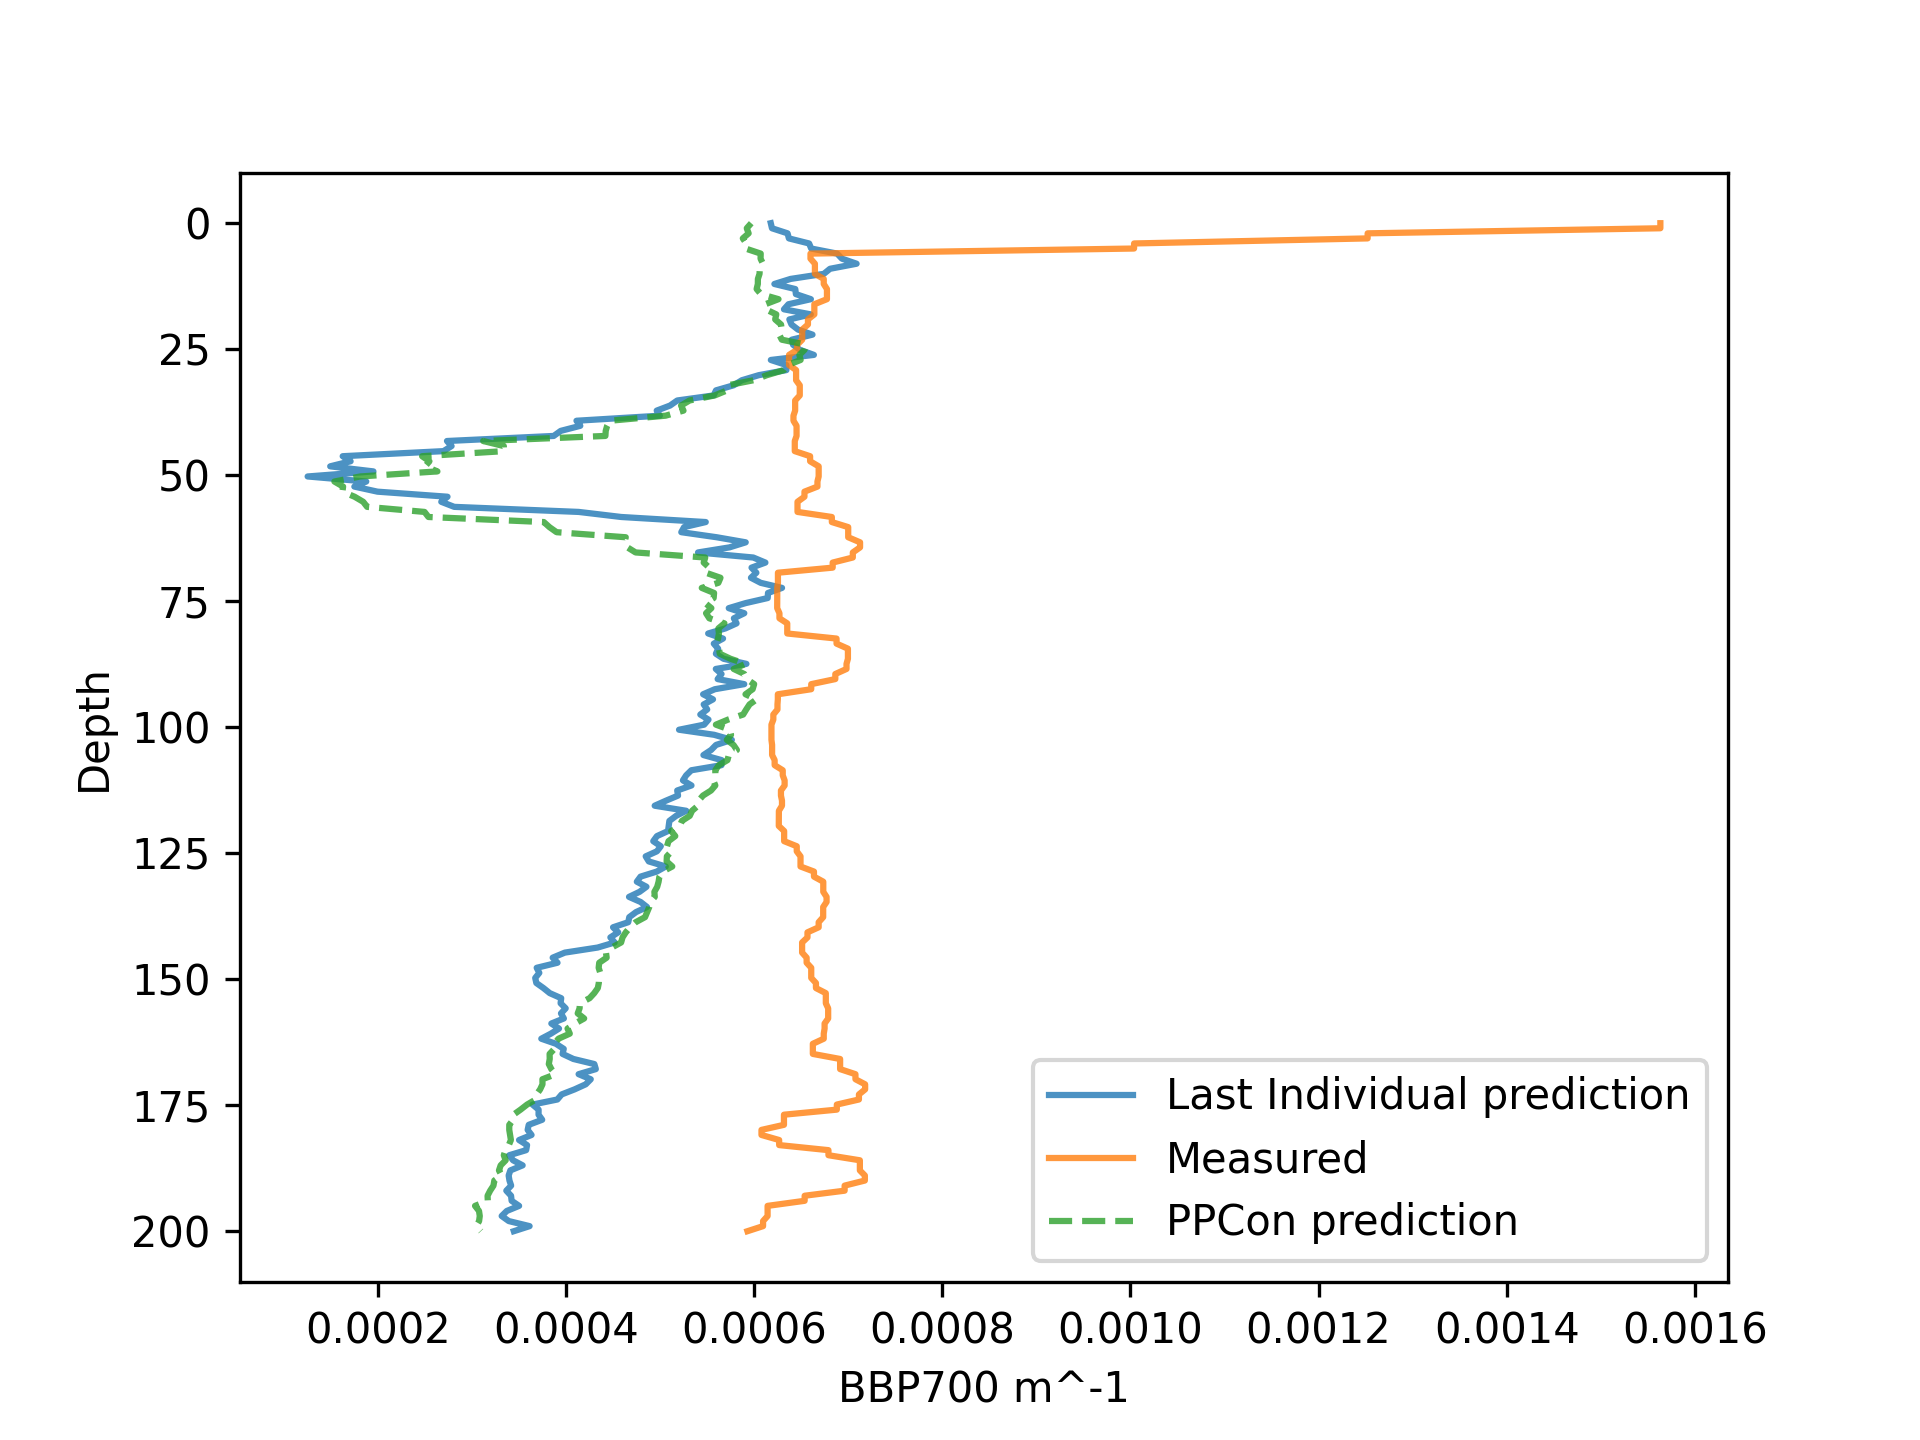 0
25
50
75
100
125
150
175
200
Depth
0.0002 0.0004 0.0006 0.0008 0.0010 0.0012 0.0014 0.0016
BBP700 m^-1
Last Individual prediction
Measured
PPCon prediction